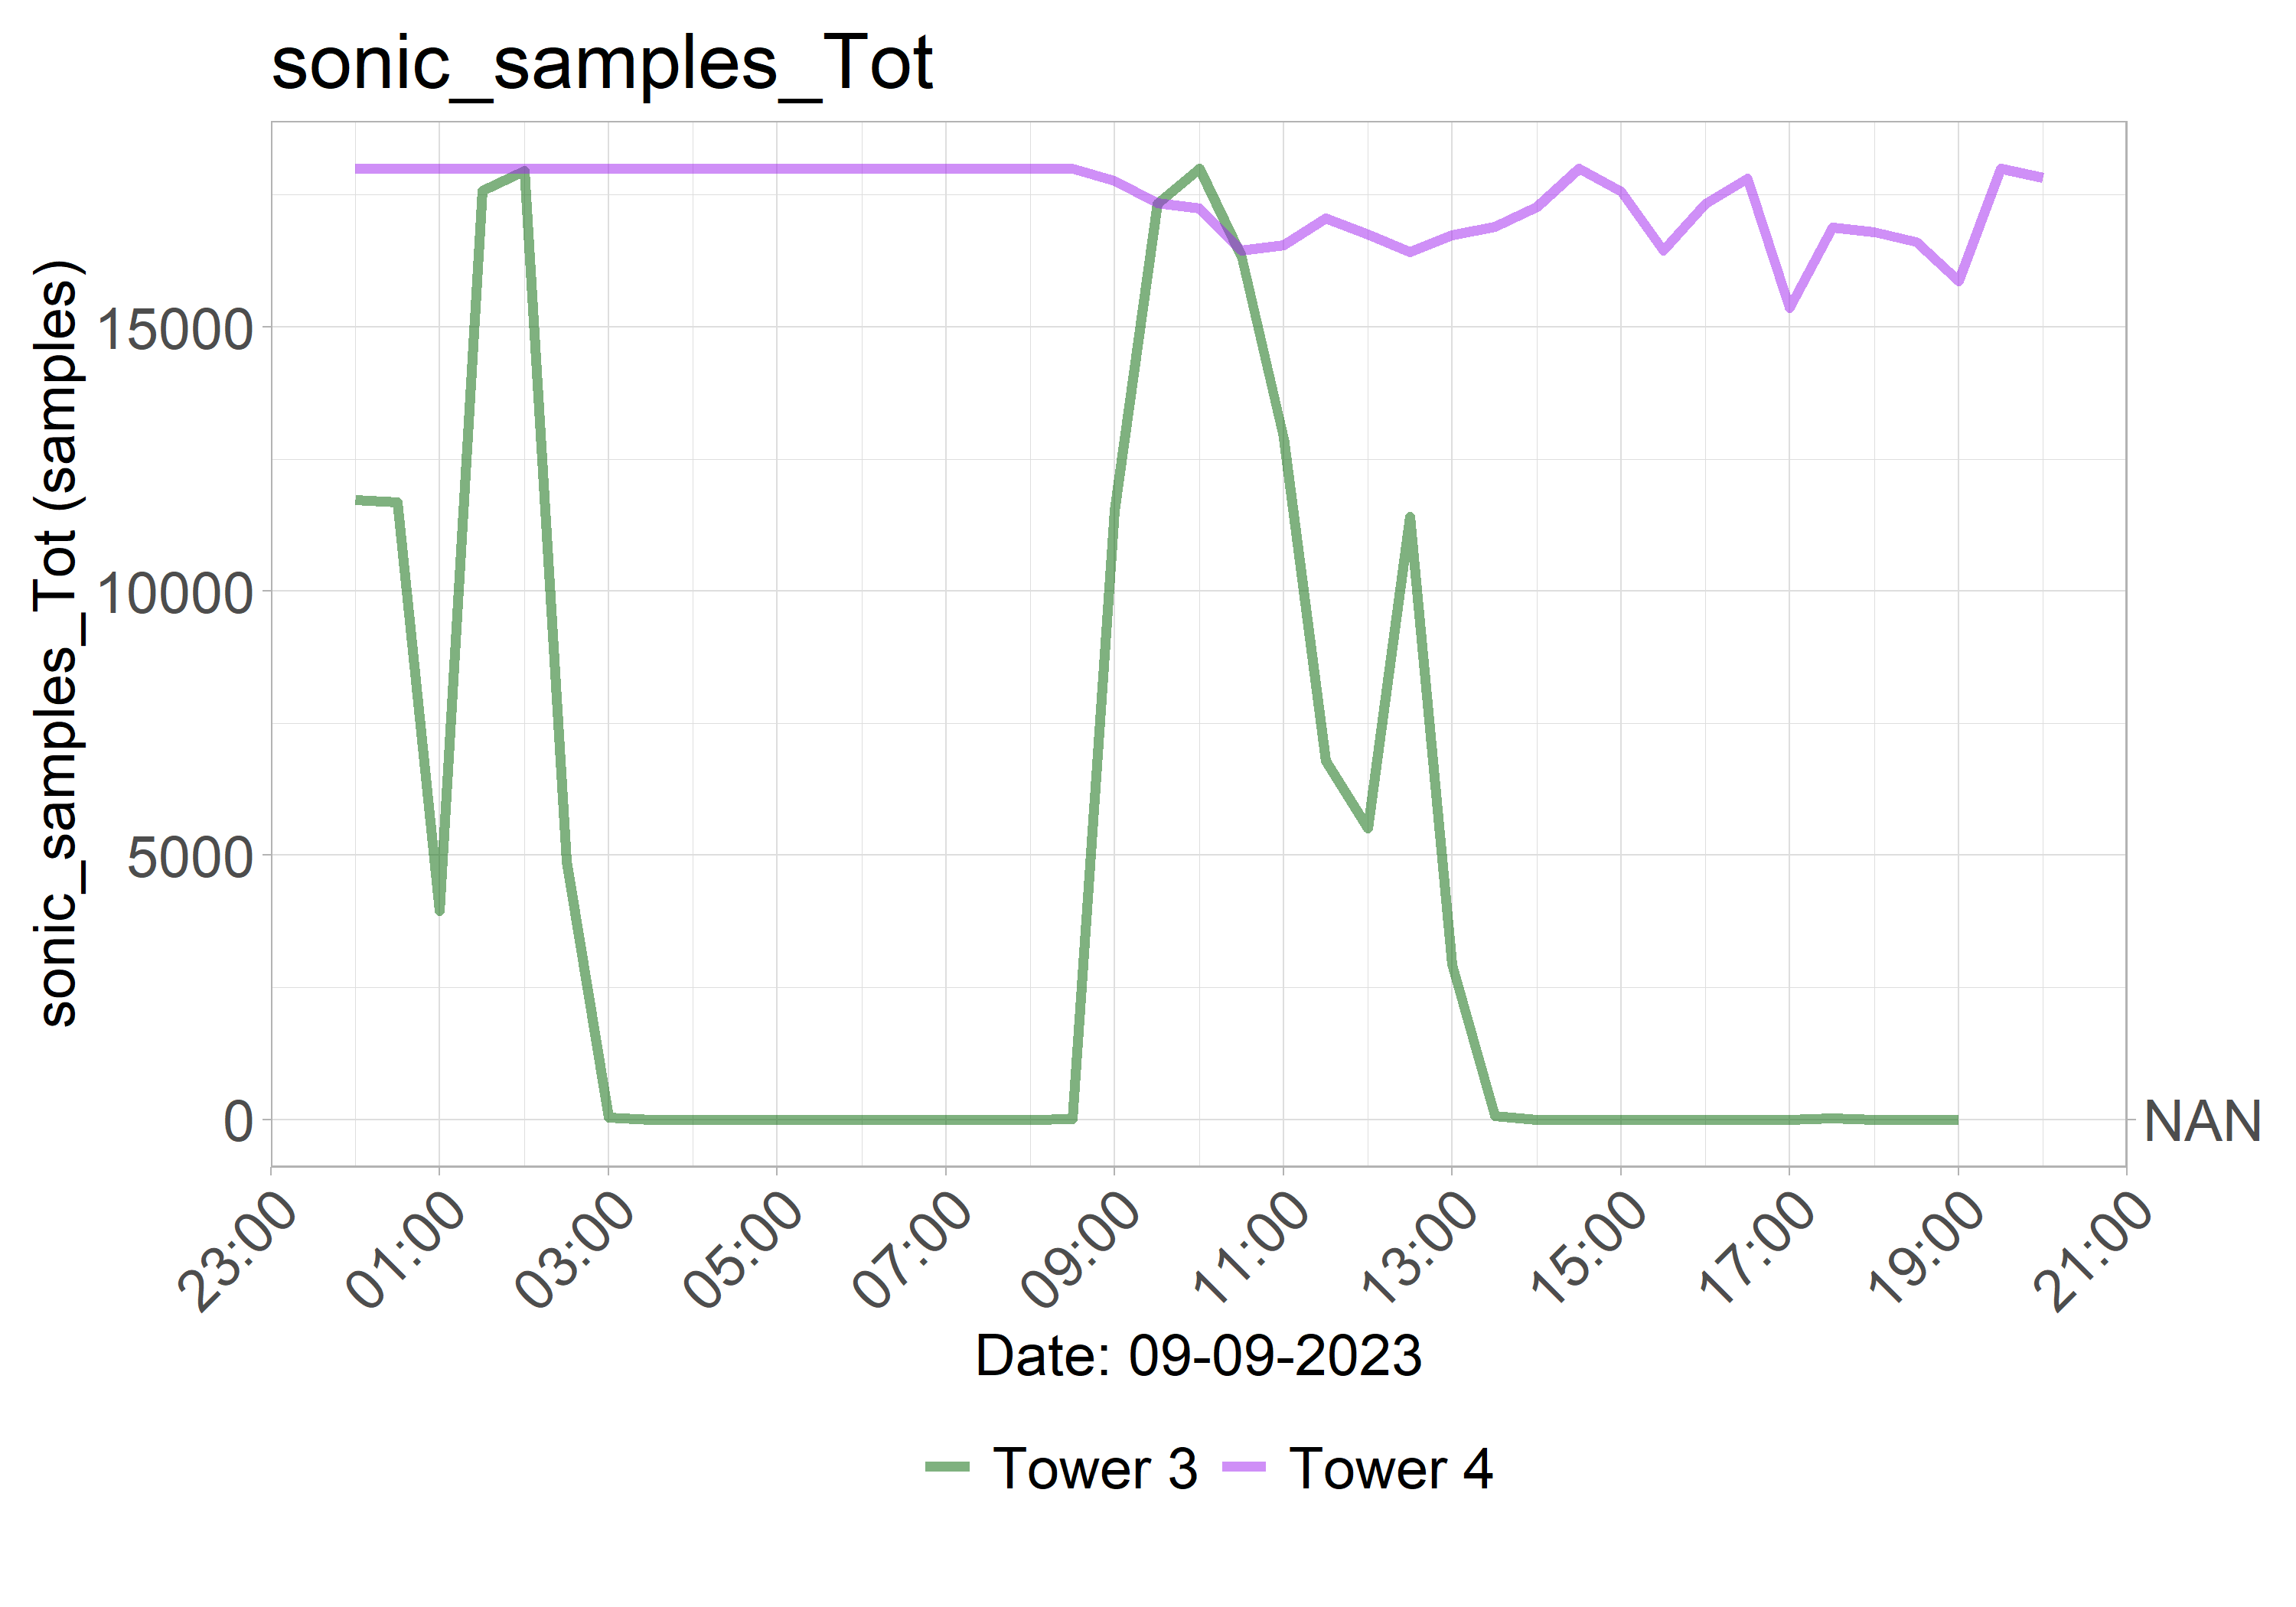 sonic_samples_Tot
sonic_samples_Tot (samples)
15000
10000
5000
0
NAN
23:00
01:00
03:00
05:00
07:00
09:00
11:00
13:00
15:00
17:00
19:00
21:00
Date: 09-09-2023
Tower 3
Tower 4